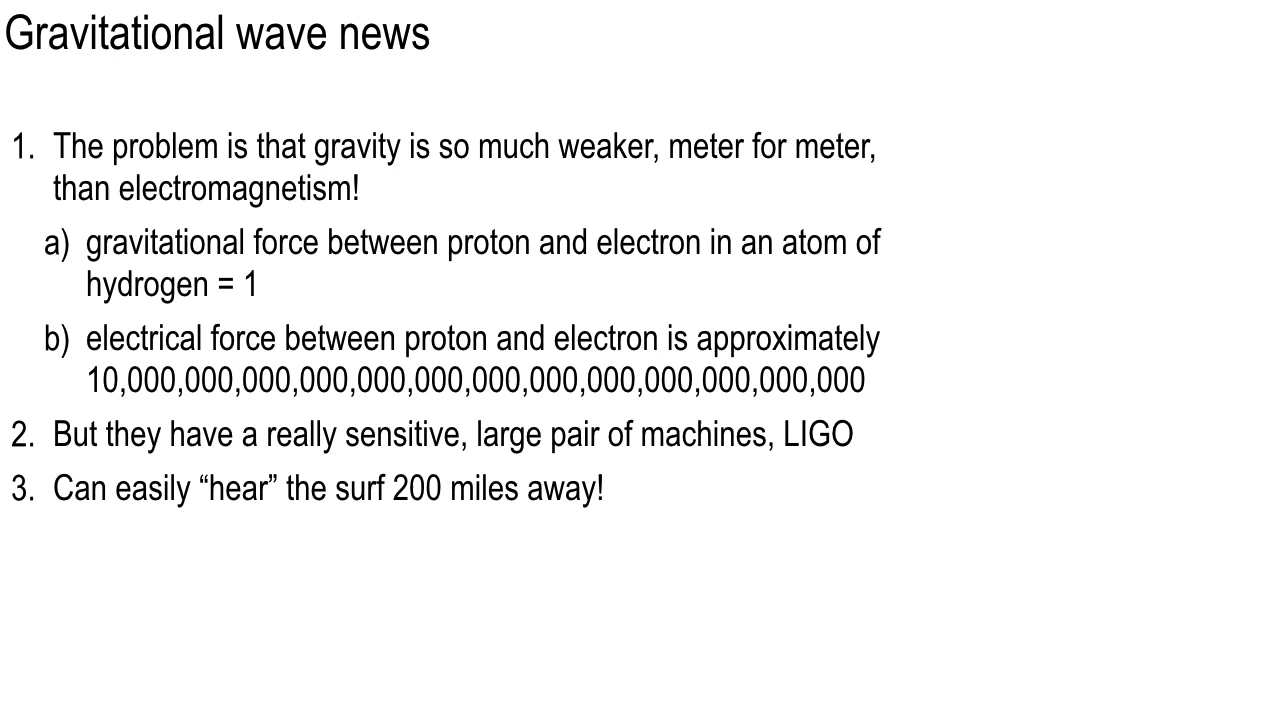 Gravitational wave news
1. The problem is that gravity is so much weaker, meter for meter,
than electromagnetism!
a) gravitational force between proton and electron in an atom of
hydrogen = 1
b) electrical force between proton and electron is approximately
10,000,000,000,000,000,000,000,000,000,000,000,000,000
2. But they have a really sensitive, large pair of machines, LIGO
3. Can easily “hear” the surf 200 miles away!